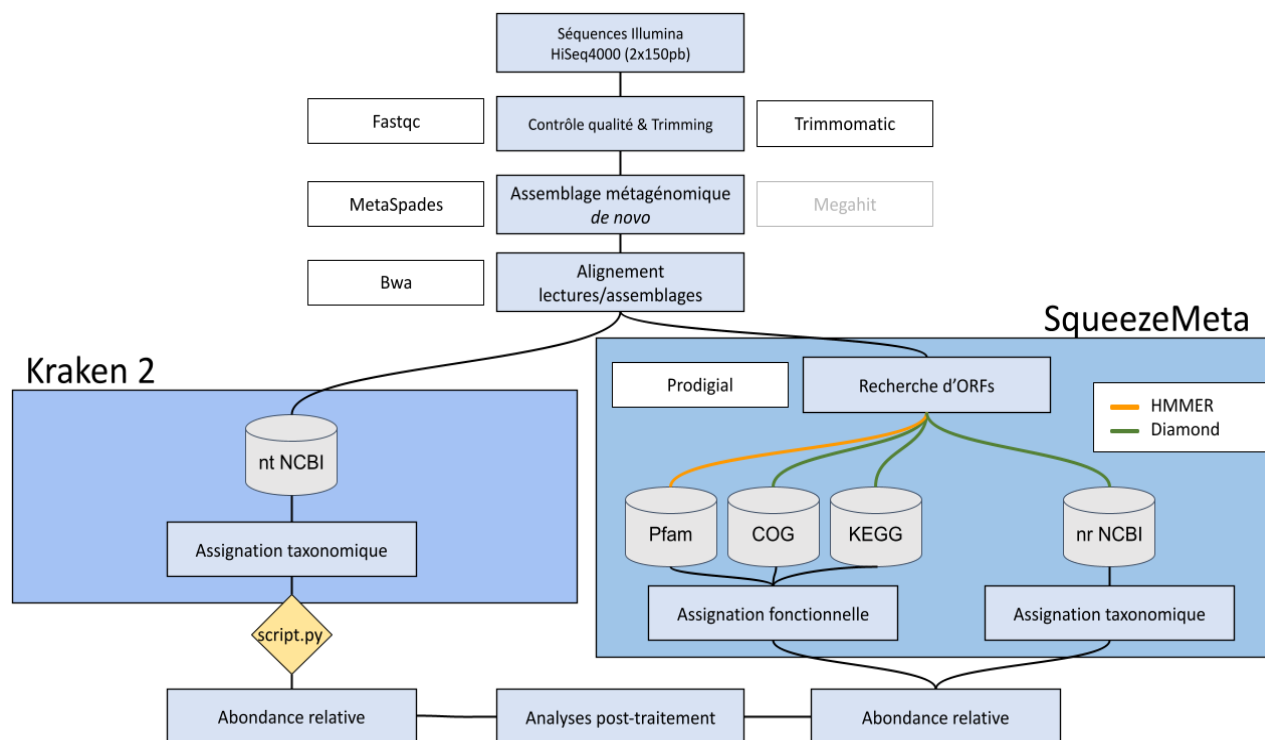 Séquences Illumina
HiSeq4000 (2x150pb)
Fastqc
Contrôle qualité & Trimming
Trimmomatic
MetaSpades
Assemblage métagénomique
de novo
Megahit
Bwa
Alignement
lectures/assemblages
SqueezeMeta
Kraken 2
Prodigial
Recherche d'ORFs
HMMER
Diamond
nt NCBI
Pfam
COG
KEGG
nr NCBI
Assignation taxonomique
Assignation fonctionnelle
Assignation taxonomique
script.py
Abondance relative
Analyses post-traitement
Abondance relative